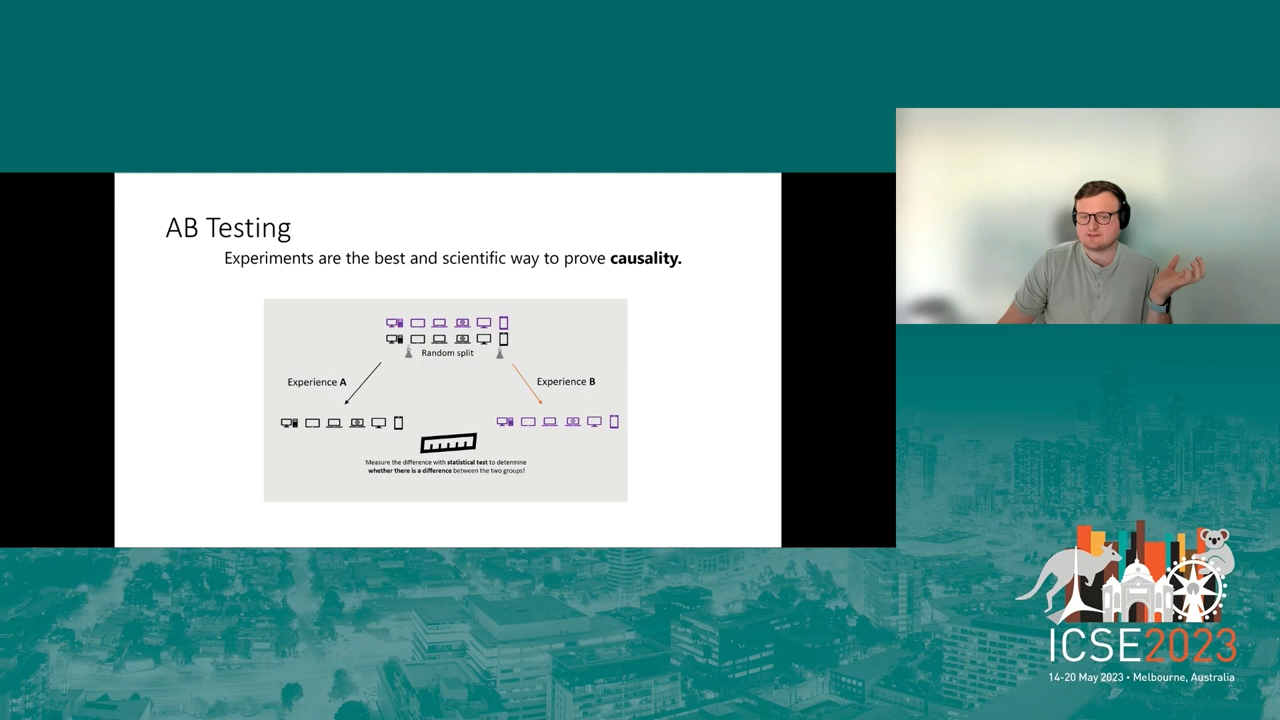 AB Testing
Experiments are the best and scientific way to prove causality.
Random split
Experience A
Experience B
Measure the difference with statistical test to determine
whether there is a difference between the two groups!
ICSE2023
14-20 May 2023 • Melbourne, Australia